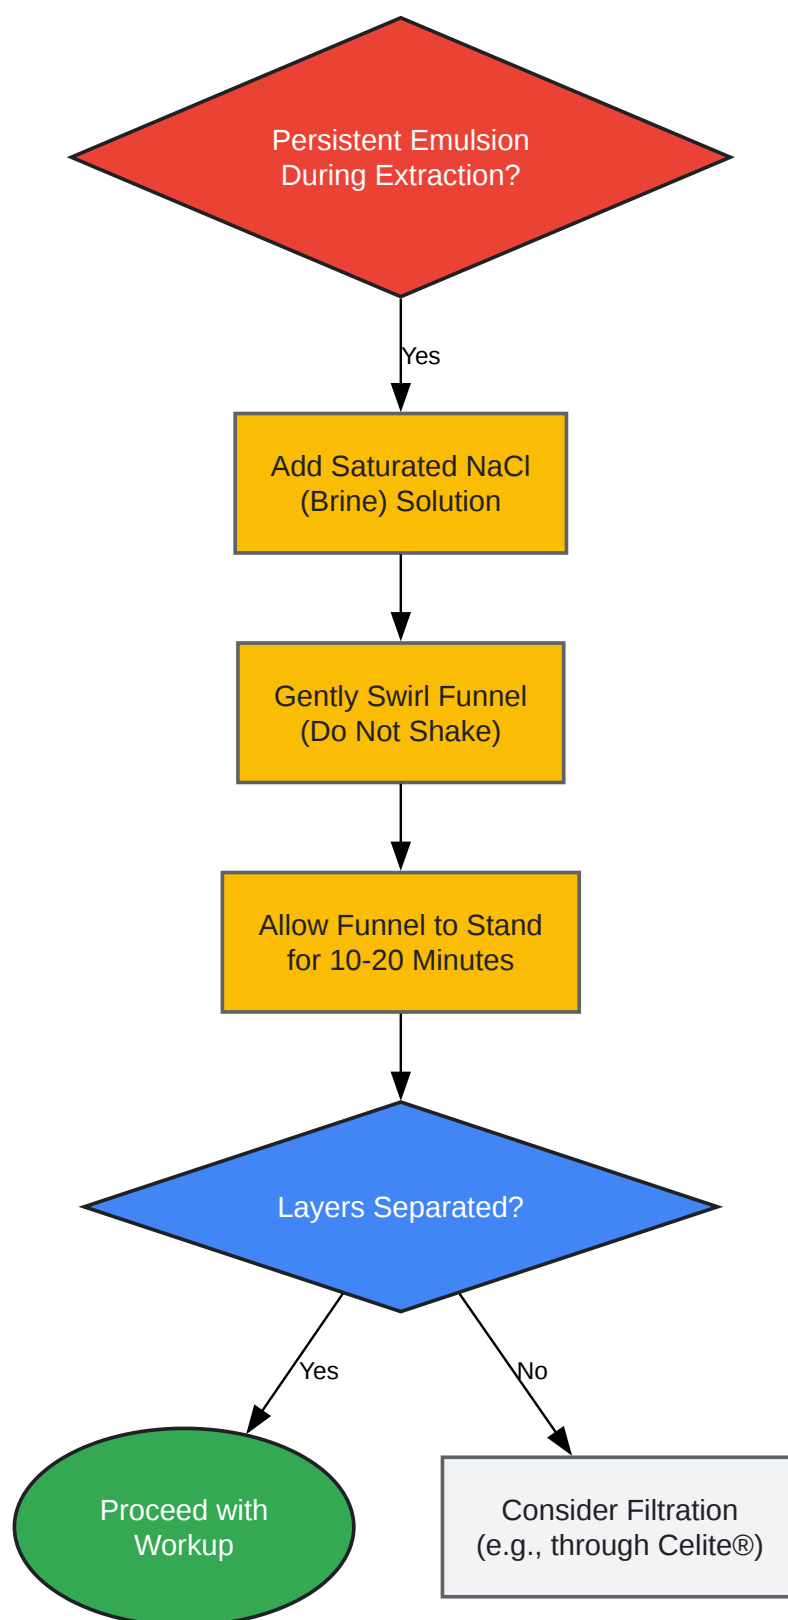 Persistent Emulsion
During Extraction?
Yes
Add Saturated NaCl
(Brine) Solution
Gently Swirl Funnel
(Do Not Shake)
Allow Funnel to Stand
for 10-20 Minutes
Layers Separated?
Yes
No
Proceed with
Workup
Consider Filtration
(e.g., through Celite®)